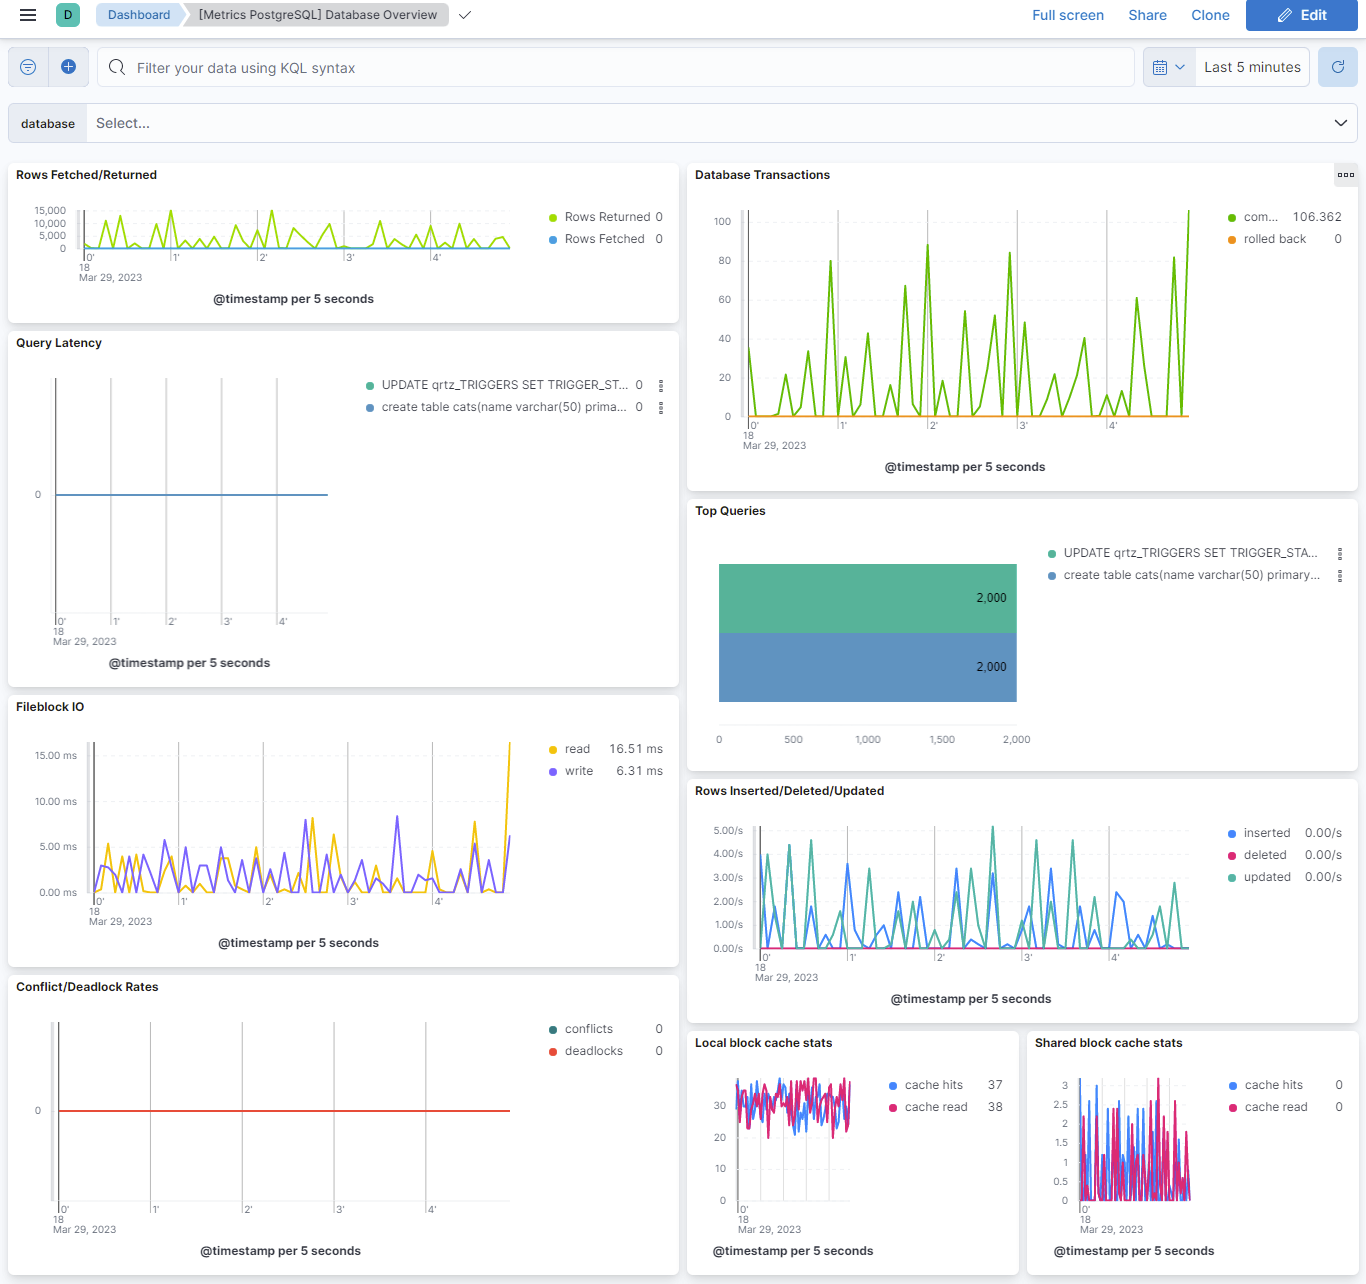 D Dashboard [Metrics PostgreSQL] Database Overview Full screen Share Clone Edit
Filter your data using KQL syntax Last 5 minutes
database Select...
Rows Fetched/Returned
15,000
10,000
5,000
0
0' 1' 2' 3' 4'
18
Mar 29, 2023
@timestamp per 5 seconds
Rows Returned 0
Rows Fetched 0
Database Transactions
100
80
60
40
20
0
0' 1' 2' 3' 4'
18
Mar 29, 2023
@timestamp per 5 seconds
com... 106.362
rolled back 0
Query Latency
UPDATE qrtz_TRIGGERS SET TRIGGER_ST... 0
create table cats(name varchar(50) prima... 0
0
0' 1' 2' 3' 4'
18
Mar 29, 2023
@timestamp per 5 seconds
Top Queries
UPDATE qrtz_TRIGGERS SET TRIGGER_STA...
create table cats(name varchar(50) primary...
2,000
2,000
0 500 1,000 1,500 2,000
Fileblock IO
15.00 ms
10.00 ms
5.00 ms
0.00 ms
0' 1' 2' 3' 4'
18
Mar 29, 2023
@timestamp per 5 seconds
read 16.51 ms
write 6.31 ms
Rows Inserted/Deleted/Updated
5.00/s
4.00/s
3.00/s
2.00/s
1.00/s
0.00/s
0' 1' 2' 3' 4'
18
Mar 29, 2023
@timestamp per 5 seconds
inserted 0.00/s
deleted 0.00/s
updated 0.00/s
Conflict/Deadlock Rates
0
0' 1' 2' 3' 4'
18
Mar 29, 2023
@timestamp per 5 seconds
conflicts 0
deadlocks 0
Local block cache stats
30
20
10
0
0'
18
Mar 29, 2023
@timestamp per 5 seconds
cache hits 37
cache read 38
Shared block cache stats
3
2.5
2
1.5
1
0.5
0
0'
18
Mar 29, 2023
@timestamp per 5 seconds
cache hits 0
cache read 0